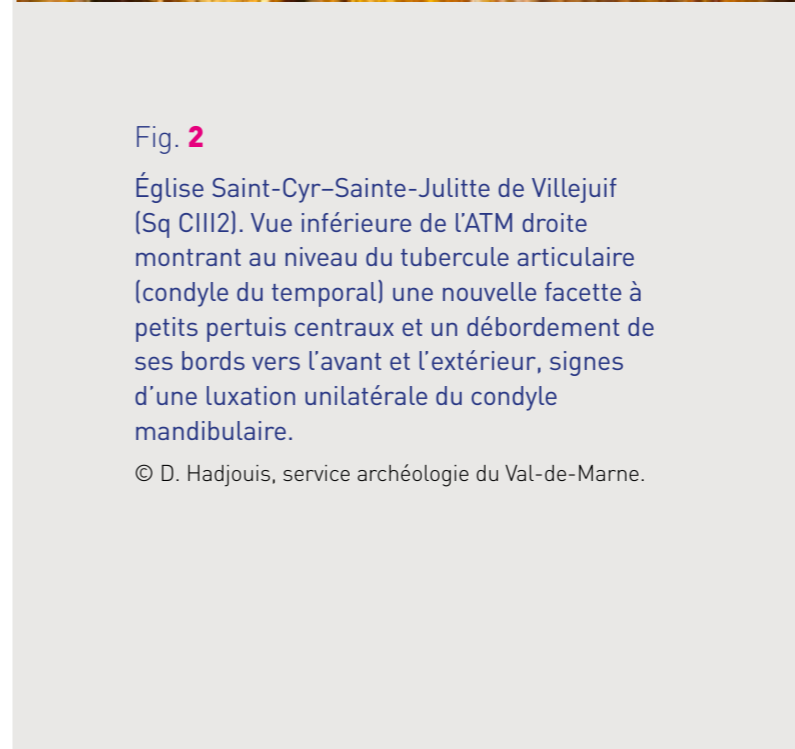 Fig. 2
Église Saint-Cyr–Sainte-Julitte de Villejuif
(Sq CIII2). Vue inférieure de l’ATM droite
montrant au niveau du tubercule articulaire
(condyle du temporal) une nouvelle facette à
petits pertuis centraux et un débordement de
ses bords vers l’avant et l’extérieur, signes
d’une luxation unilatérale du condyle
mandibulaire.
© D. Hadjouis, service archéologie du Val-de-Marne.